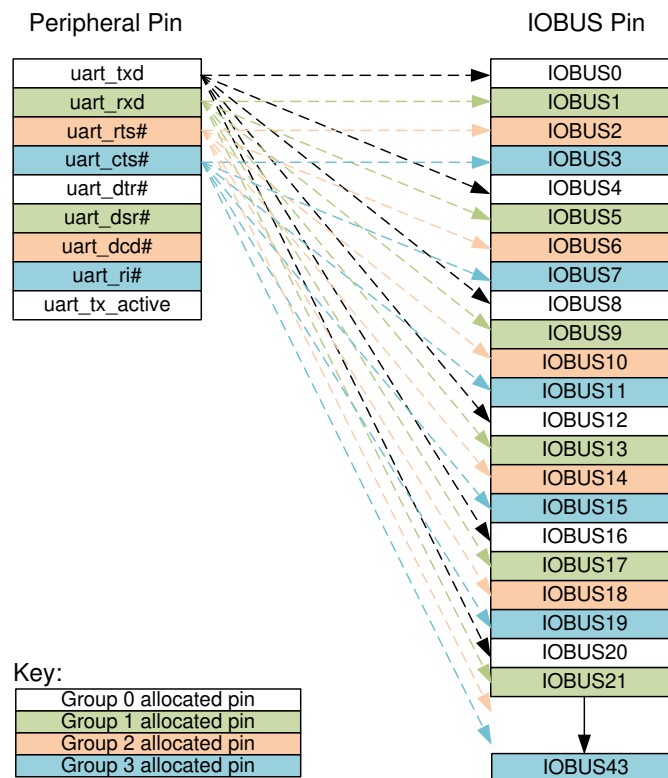 Peripheral Pin
uart_txd
uart_rxd
uart_rts#
uart_cts#
uart_dtr#
uart_dsr#
uart_dcd#
uart_ri#
uart_tx_active
IOBUS Pin
IOBUS0
IOBUS1
IOBUS2
IOBUS3
IOBUS4
IOBUS5
IOBUS6
IOBUS7
IOBUS8
IOBUS9
IOBUS10
IOBUS11
IOBUS12
IOBUS13
IOBUS14
IOBUS15
IOBUS16
IOBUS17
IOBUS18
IOBUS19
IOBUS20
IOBUS21
IOBUS43
Key:
Group 0 allocated pin
Group 1 allocated pin
Group 2 allocated pin
Group 3 allocated pin